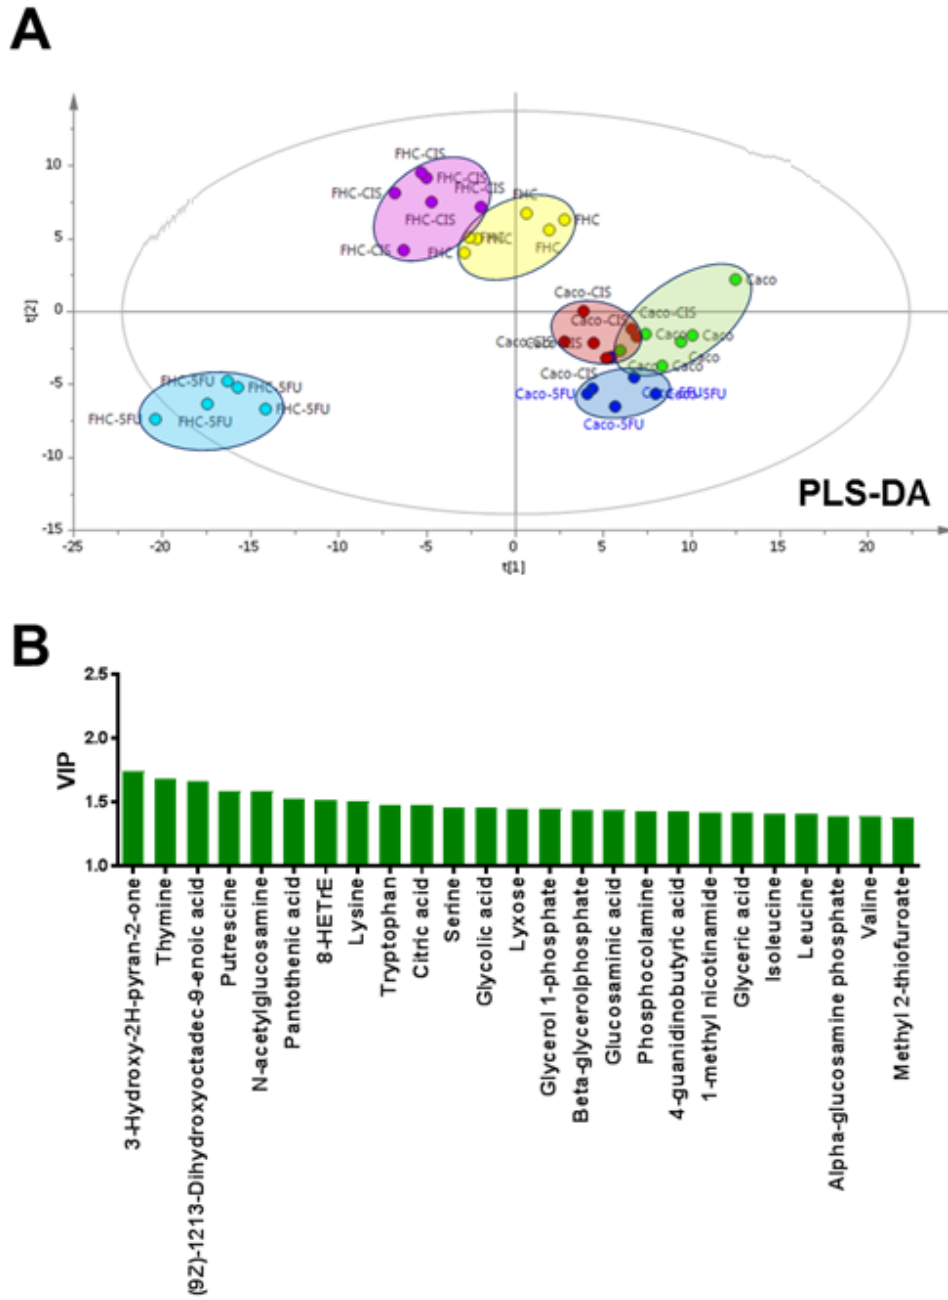 A
10
5
0
-5
-10
-15
t[2]
-25
-20
-15
-10
-5
0
5
10
15
20
t[1]
FHC-CIS
FHC-CIS
FHC-CIS
FHC-CIS
FHC-CIS
FHC-CIS
FHC
FHC
FHC
FHC
FHC
Caco-CIS
Caco-CIS
Caco-CIS
Caco
Caco
Caco
Caco
Caco
FHC-5FU
FHC-5FU
FHC-5FU
FHC-5FU
FHC-5FU
Caco-5FU
Caco-5FU
Caco-5FU
PLS-DA
B
2.5
2.0
1.5
1.0
VIP
3-Hydroxy-2H-pyran-2-one
Thymine
(9Z)-1213-Dihydroxyoctadec-9-enoic acid
Putrescine
N-acetylglucosamine
Pantothenic acid
8-HETrE
Lysine
Tryptophan
Citric acid
Serine
Glycolic acid
Lyxose
Glycerol 1-phosphate
Beta-glycerolphosphate
Glucosaminic acid
Phosphocolamine
4-guanidinobutyric acid
1-methyl nicotinamide
Glyceric acid
Isoleucine
Leucine
Alpha-glucosamine phosphate
Valine
Methyl 2-thiofuroate